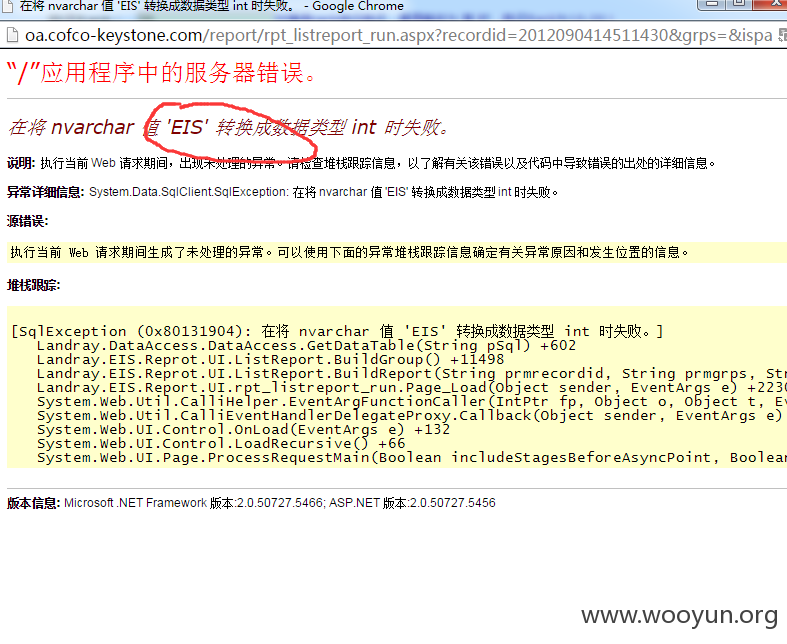 在将 nvarchar 值 'EIS' 转换成数据类型 int 时失败。 - Google Chrome
oa.cofco-keystone.com/report/rpt_listreport_run.aspx?recordid=2012090414511430&grps=&ispa
“/”应用程序中的服务器错误。
在将 nvarchar 值 'EIS' 转换成数据类型 int 时失败。
说明: 执行当前 Web 请求期间，出现未处理的异常。请检查堆栈跟踪信息，以了解有关该错误以及代码中导致错误的出处的详细信息。
异常详细信息: System.Data.SqlClient.SqlException: 在将 nvarchar 值 'EIS' 转换成数据类型 int 时失败。
源错误:
执行当前 Web 请求期间生成了未处理的异常。可以使用下面的异常堆栈跟踪信息确定有关异常原因和发生位置的信息。
堆栈跟踪:
[SqlException (0x80131904): 在将 nvarchar 值 'EIS' 转换成数据类型 int 时失败。]
Landray.DataAccess.DataAccess.GetDataTable(String pSql) +602
Landray.EIS.Reprot.UI.ListReport.BuildGroup() +11498
Landray.EIS.Reprot.UI.ListReport.BuildReport(String prmrecordid, String prmgrps, Str
Landray.EIS.Report.UI.rpt_listreport_run.Page_Load(Object sender, EventArgs e) +2230
System.Web.Util.CalliHelper.EventArgFunctionCaller(IntPtr fp, Object o, Object t, Ev
System.Web.Util.CalliEventHandlerDelegateProxy.Callback(Object sender, EventArgs e)
System.Web.UI.Control.OnLoad(EventArgs e) +132
System.Web.UI.Control.LoadRecursive() +66
System.Web.UI.Page.ProcessRequestMain(Boolean includeStagesBeforeAsyncPoint, Boolean
版本信息: Microsoft .NET Framework 版本:2.0.50727.5466; ASP.NET 版本:2.0.50727.5456
www.wooyun.org